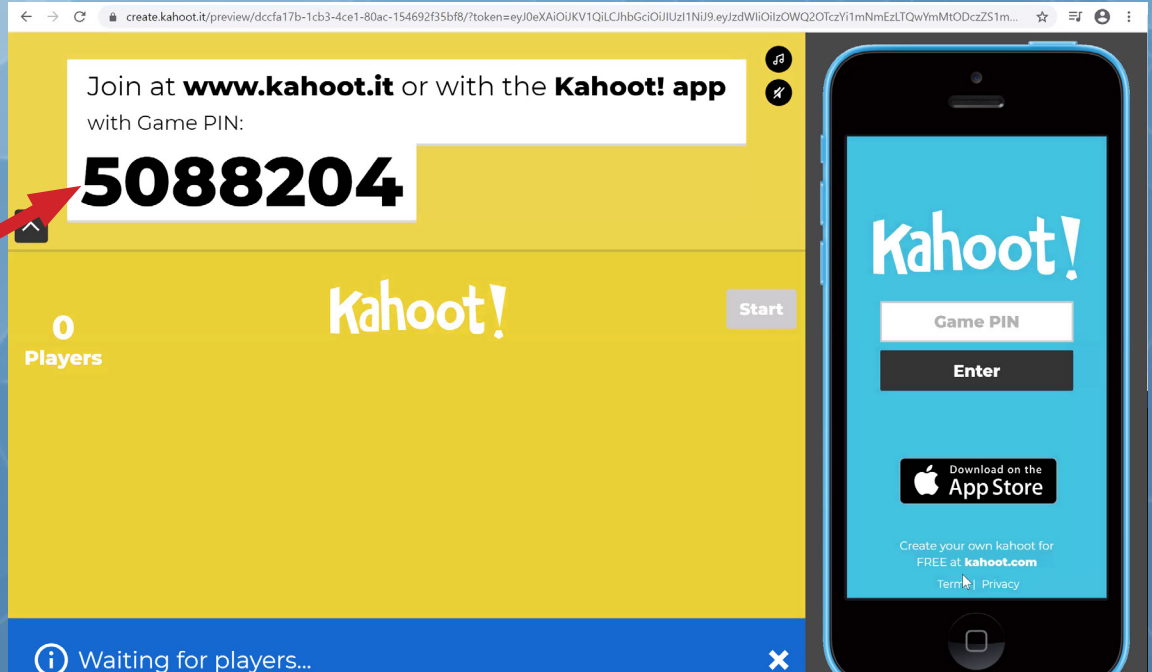 create.kahoot.it/preview/dccfa17b-1cb3-4ce1-80ac-154692f35bf8/?token=eyJ0eXAiOiJKV1QiLCJhbGciOiJIUzI1NiJ9.eyJzdWIiOiIzOWQ2OTczYi1mNmEzLTQwYmMtODczZS1m...
Join at www.kahoot.it or with the Kahoot! app
with Game PIN:
5088204
Kahoot!
Start
0
Players
Waiting for players...
Kahoot!
Game PIN
Enter
Download on the
App Store
Create your own kahoot for
FREE at kahoot.com
Terms | Privacy